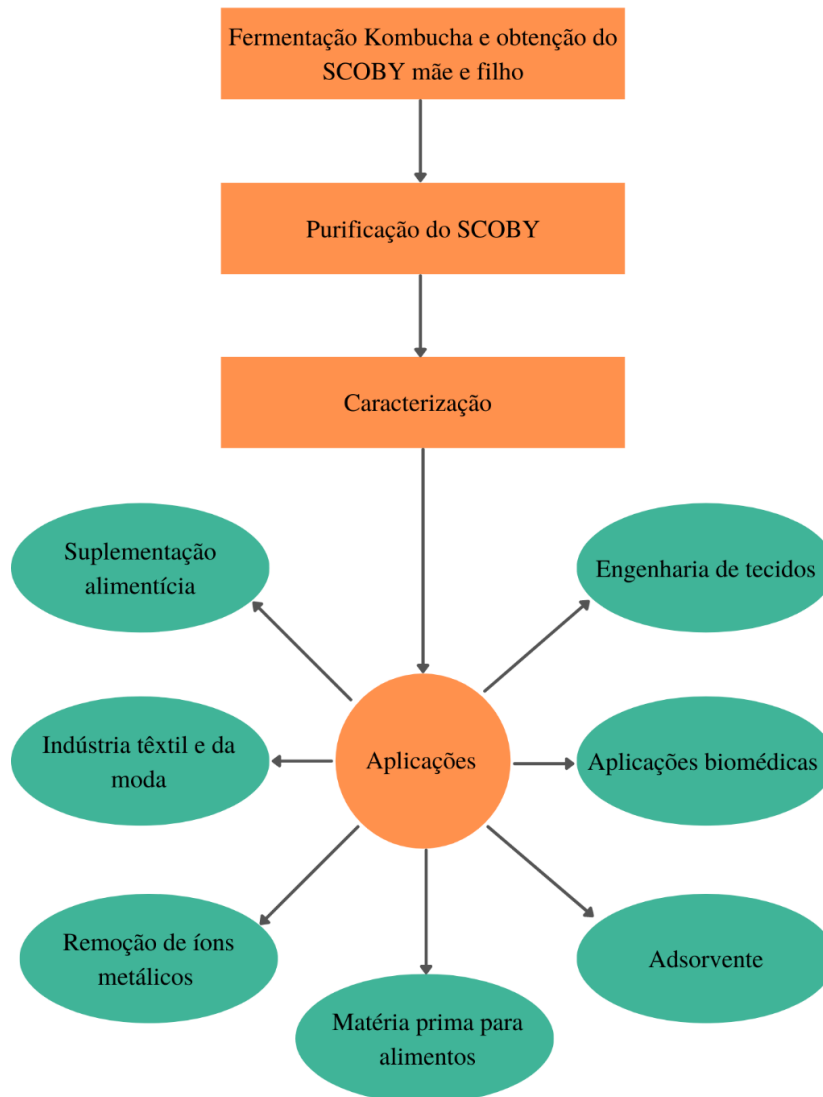 Fermentação Kombucha e obtenção do
SCOBY mãe e filho
Purificação do SCOBY
Caracterização
Suplementação
alimentícia
Engenharia de tecidos
Indústria têxtil e da
moda
Aplicações
Aplicações biomédicas
Remoção de íons
metálicos
Adsorvente
Matéria prima para
alimentos